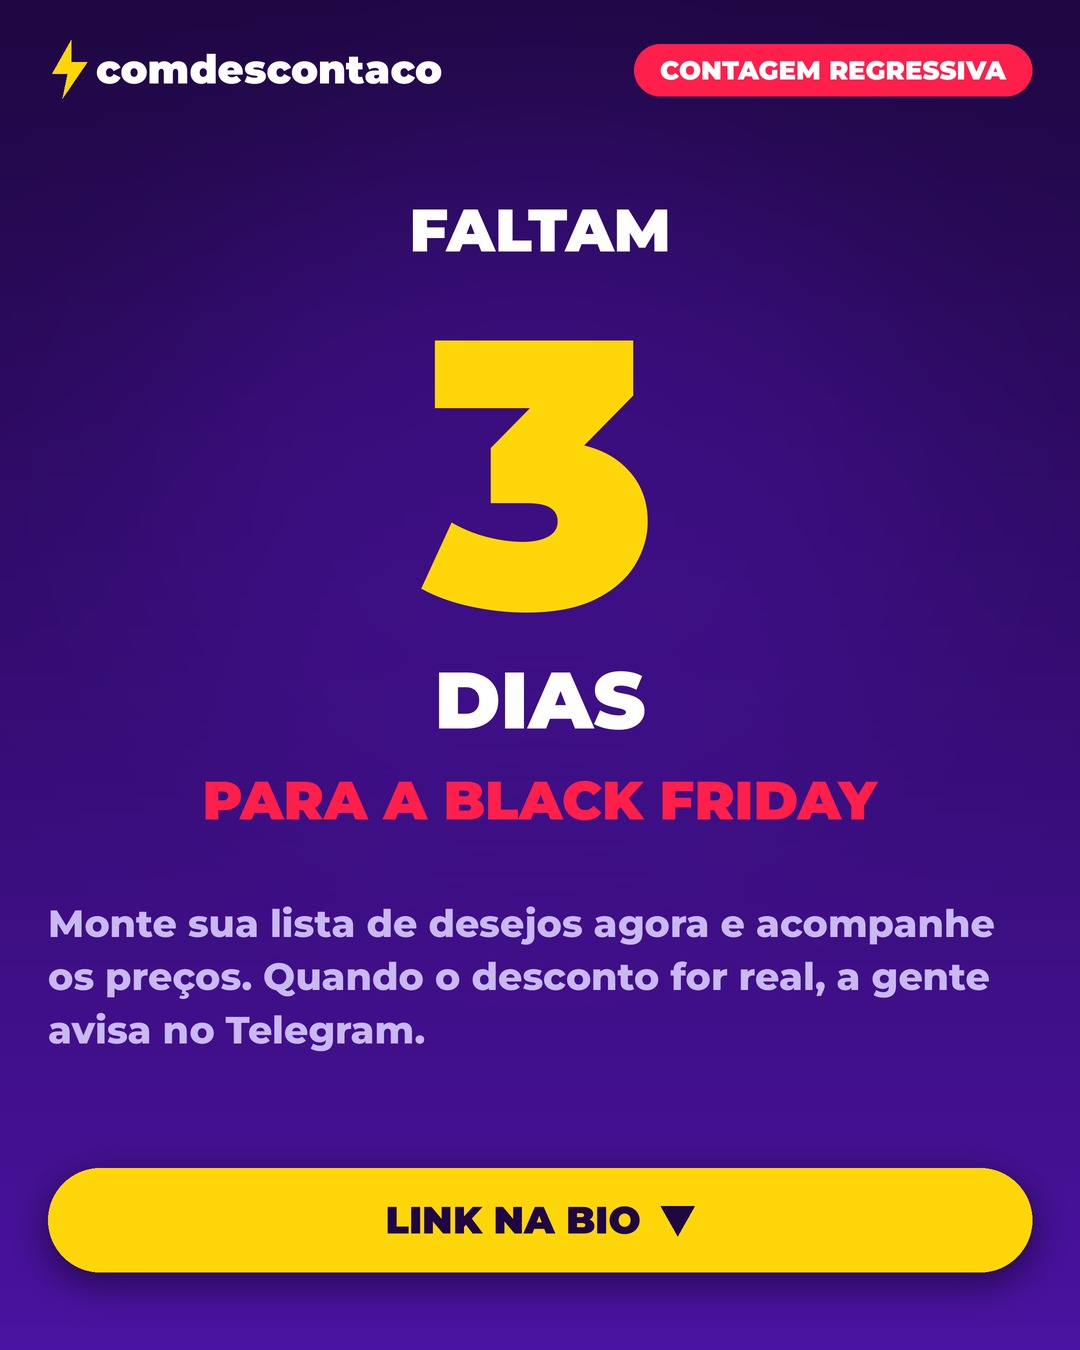 comdescontaco
CONTAGEM REGRESSIVA
FALTAM
3
DIAS
PARA A BLACK FRIDAY
Monte sua lista de desejos agora e acompanhe
os preços. Quando o desconto for real, a gente
avisa no Telegram.
LINK NA BIO ▼